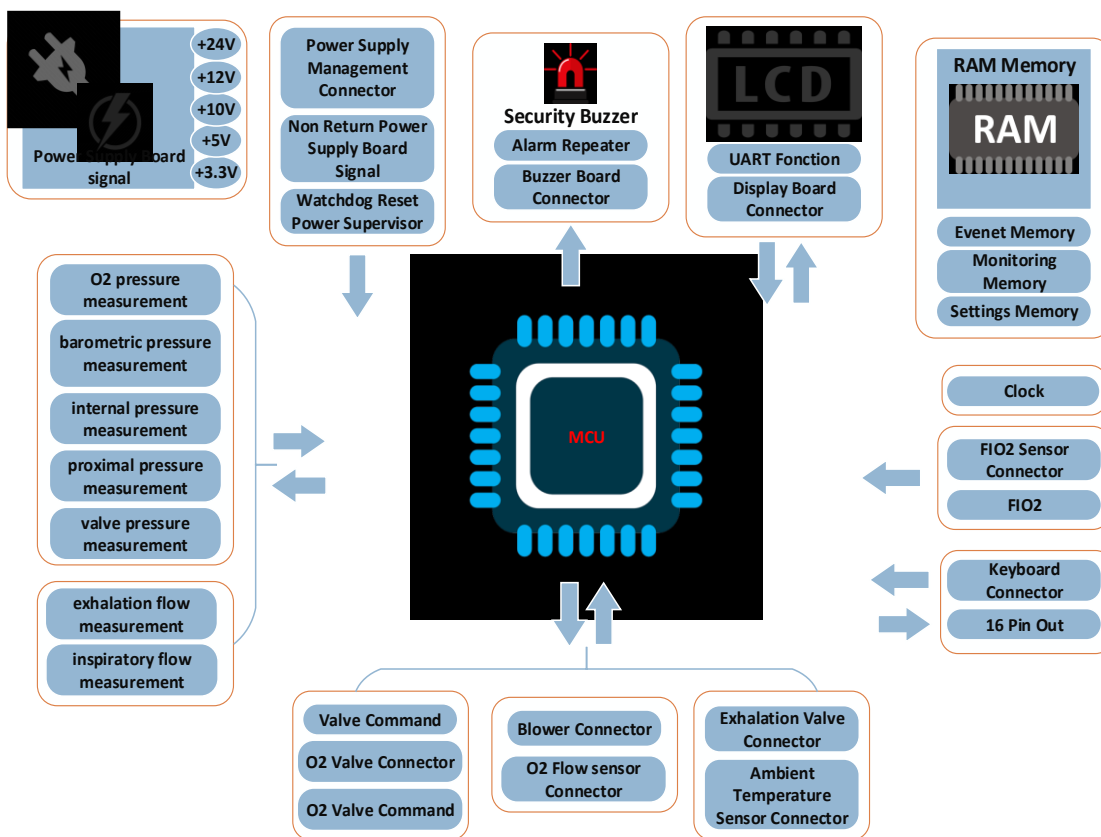 +24V
+12V
+10V
+5V
+3.3V
Power Supply Board
signal
Power Supply
Management
Connector
Non Return Power
Supply Board
Signal
Watchdog Reset
Power Supervisor
Security Buzzer
Alarm Repeater
Buzzer Board
Connector
LCD
UART Fonction
Display Board
Connector
RAM Memory
RAM
Evenet Memory
Monitoring
Memory
Settings Memory
O2 pressure
measurement
barometric pressure
measurement
internal pressure
measurement
proximal pressure
measurement
valve pressure
measurement
exhalation flow
measurement
inspiratory flow
measurement
MCU
Clock
FIO2 Sensor
Connector
FIO2
Keyboard
Connector
16 Pin Out
Valve Command
O2 Valve Connector
O2 Valve Command
Blower Connector
O2 Flow sensor
Connector
Exhalation Valve
Connector
Ambient
Temperature
Sensor Connector